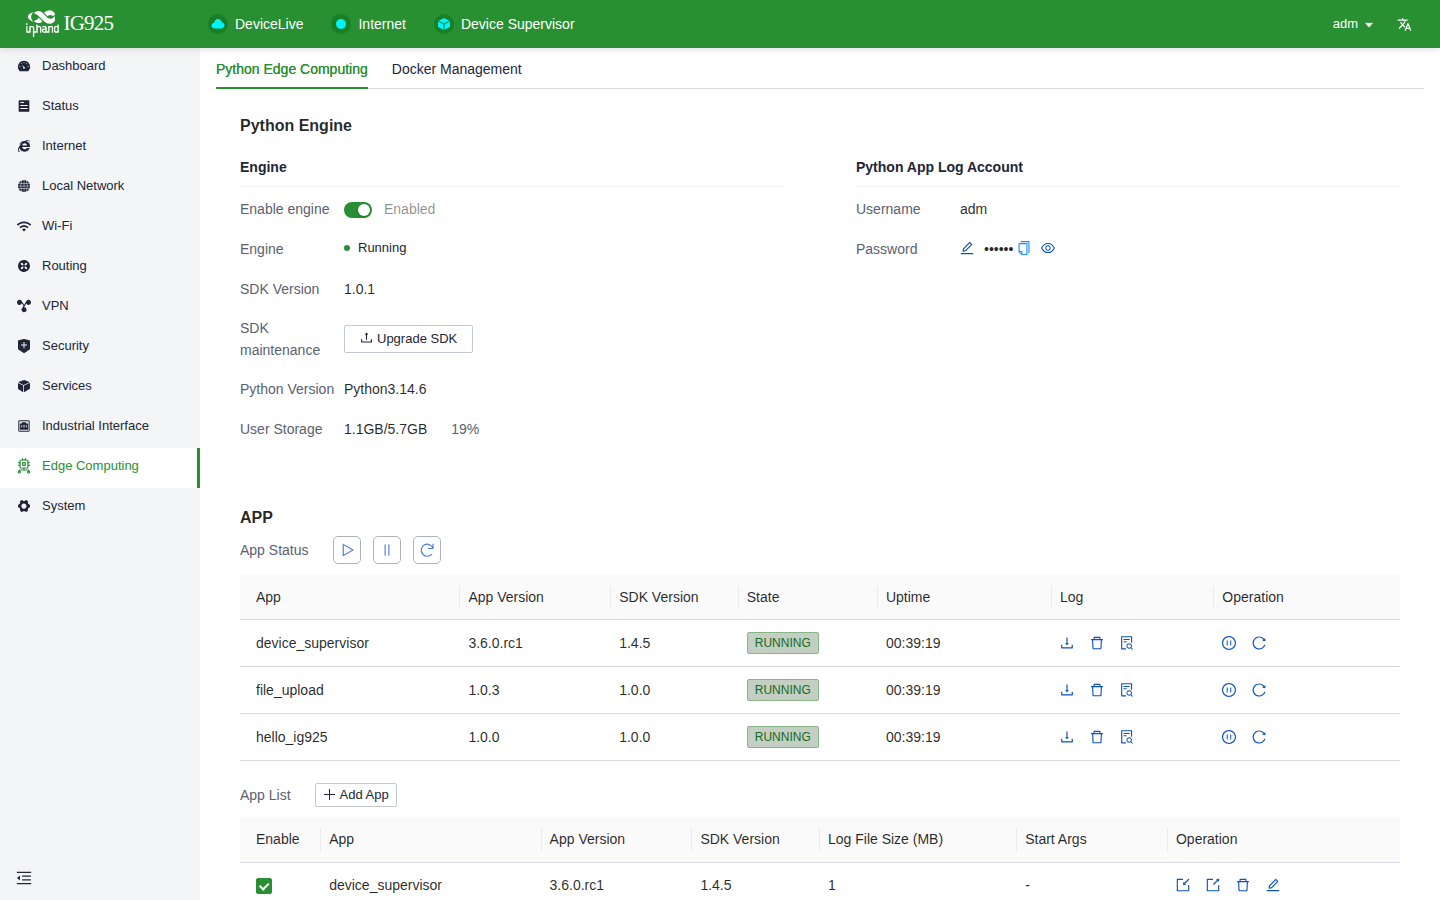 inhand IG925
DeviceLive
Internet
Device Supervisor
adm
Dashboard
Status
Internet
Local Network
Wi-Fi
Routing
VPN
Security
Services
Industrial Interface
Edge Computing
System
Python Edge Computing
Docker Management
Python Engine
Engine
Enable engine Enabled
Engine Running
SDK Version 1.0.1
SDK
maintenance
Upgrade SDK
Python Version Python3.14.6
User Storage 1.1GB/5.7GB 19%
Python App Log Account
Username adm
Password ••••••
APP
App Status
App App Version SDK Version State Uptime Log Operation
device_supervisor 3.6.0.rc1 1.4.5 RUNNING 00:39:19
file_upload 1.0.3 1.0.0 RUNNING 00:39:19
hello_ig925 1.0.0 1.0.0 RUNNING 00:39:19
App List Add App
Enable App App Version SDK Version Log File Size (MB) Start Args Operation
device_supervisor 3.6.0.rc1 1.4.5 1 -